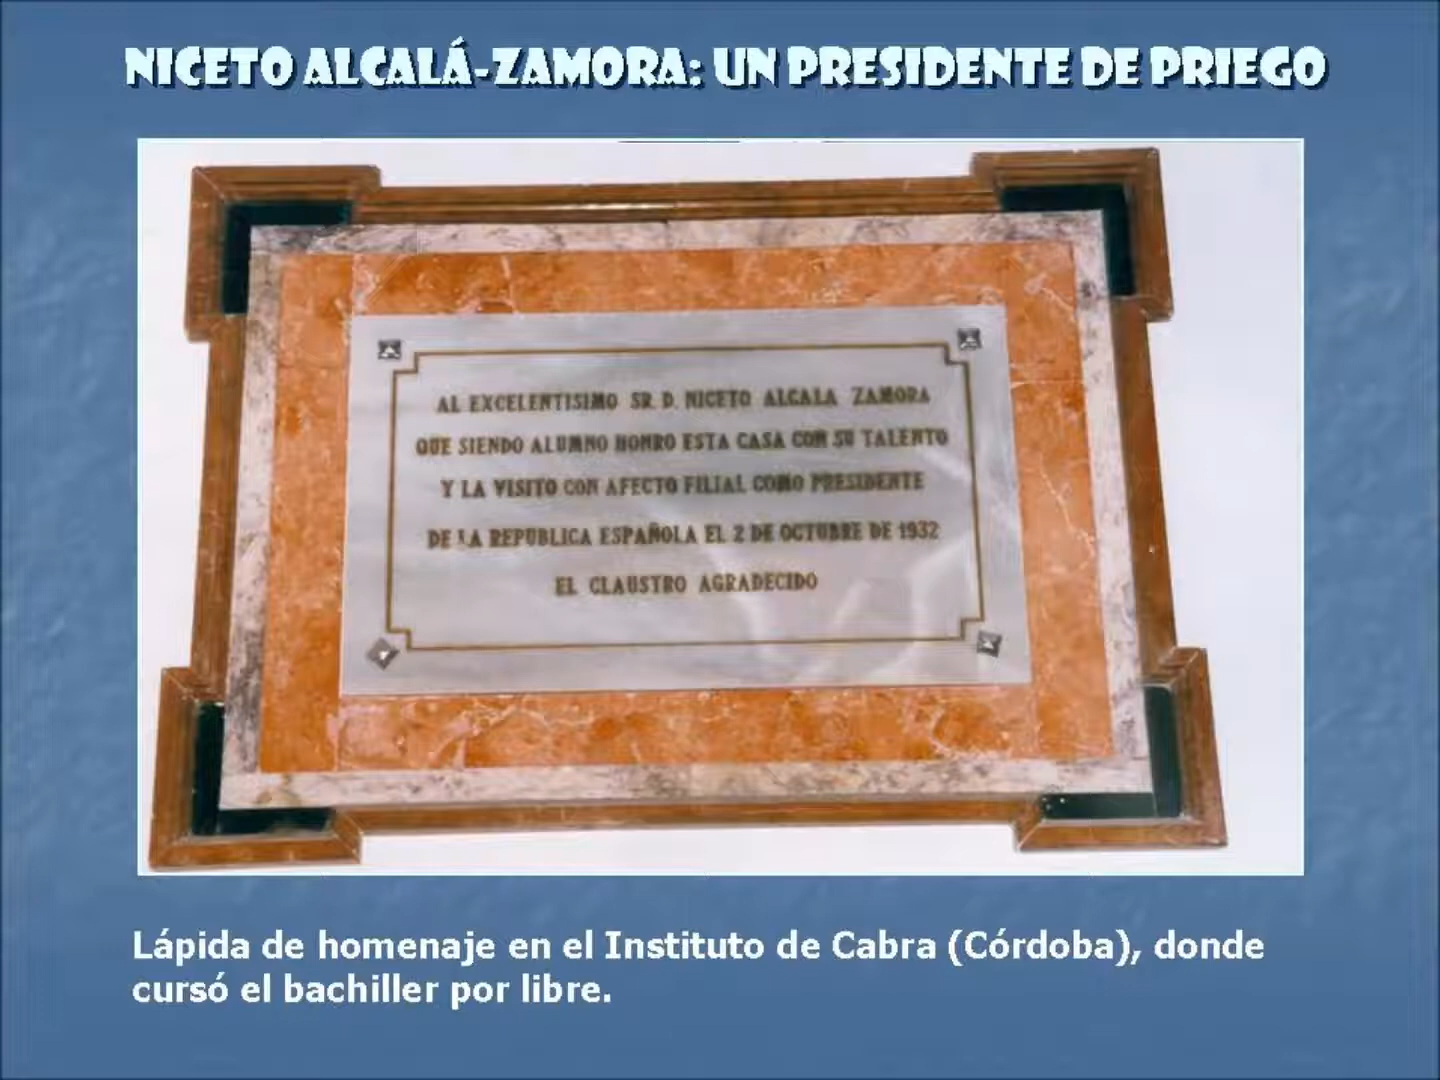 NICETO ALCALÁ-ZAMORA: UN PRESIDENTE DE PRIEGO
AL EXCELENTISIMO SR. D. NICETO ALCALA ZAMORA
QUE SIENDO ALUMNO HONRO ESTA CASA CON SU TALENTO
Y LA VISITO CON AFECTO FILIAL COMO PRESIDENTE
DE LA REPUBLICA ESPAÑOLA EL 2 DE OCTUBRE DE 1932
EL CLAUSTRO AGRADECIDO
Lápida de homenaje en el Instituto de Cabra (Córdoba), donde
cursó el bachiller por libre.